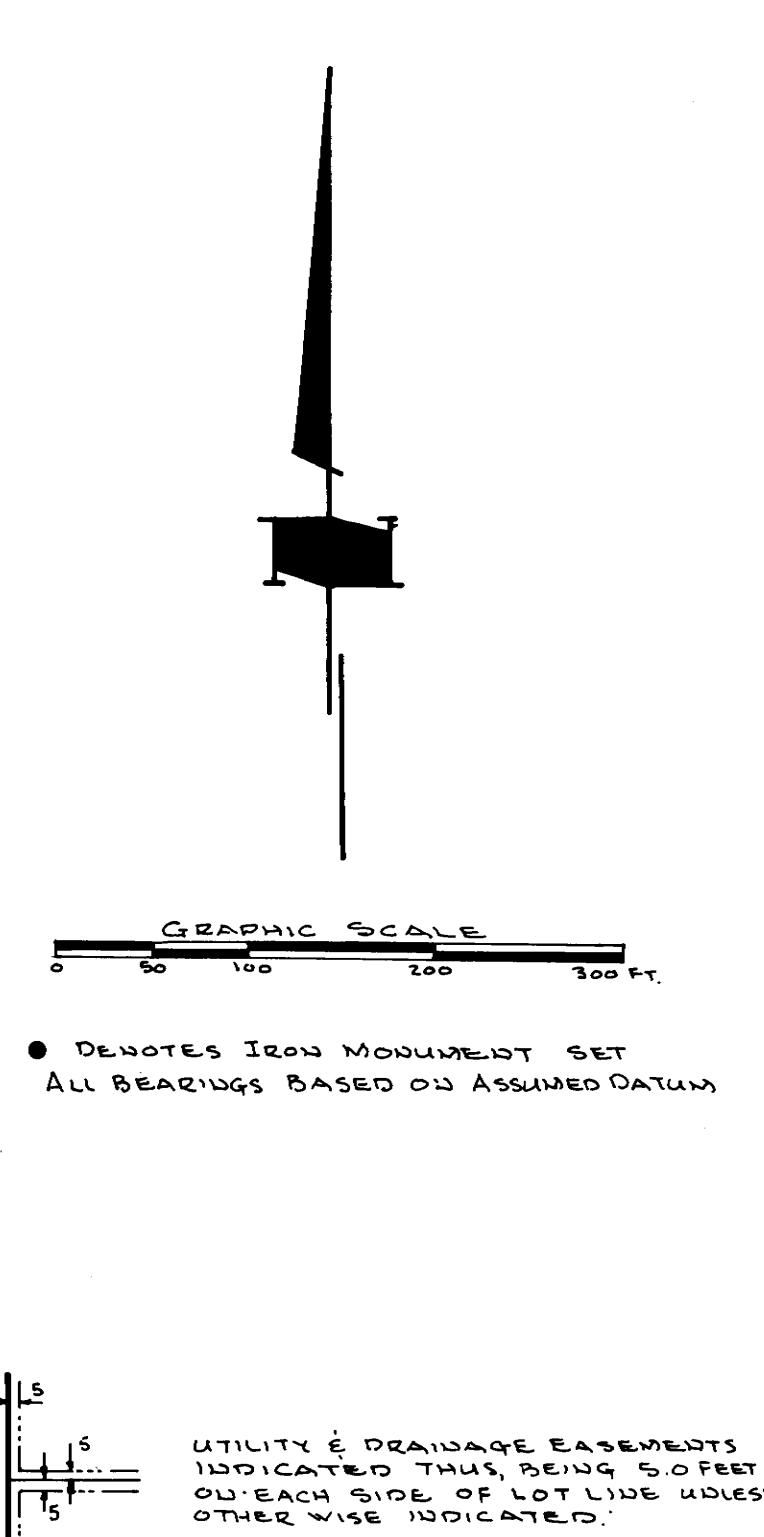 GRAPHIC SCALE
0 50 100 200 300 FT.
● DENOTES IRON MONUMENT SET
ALL BEARINGS BASED ON ASSUMED DATUM
5
5
5
UTILITY & DRAINAGE EASEMENTS
INDICATED THUS, BEING 5.0 FEET
ON EACH SIDE OF LOT LINE UNLES
OTHER WISE INDICATED.